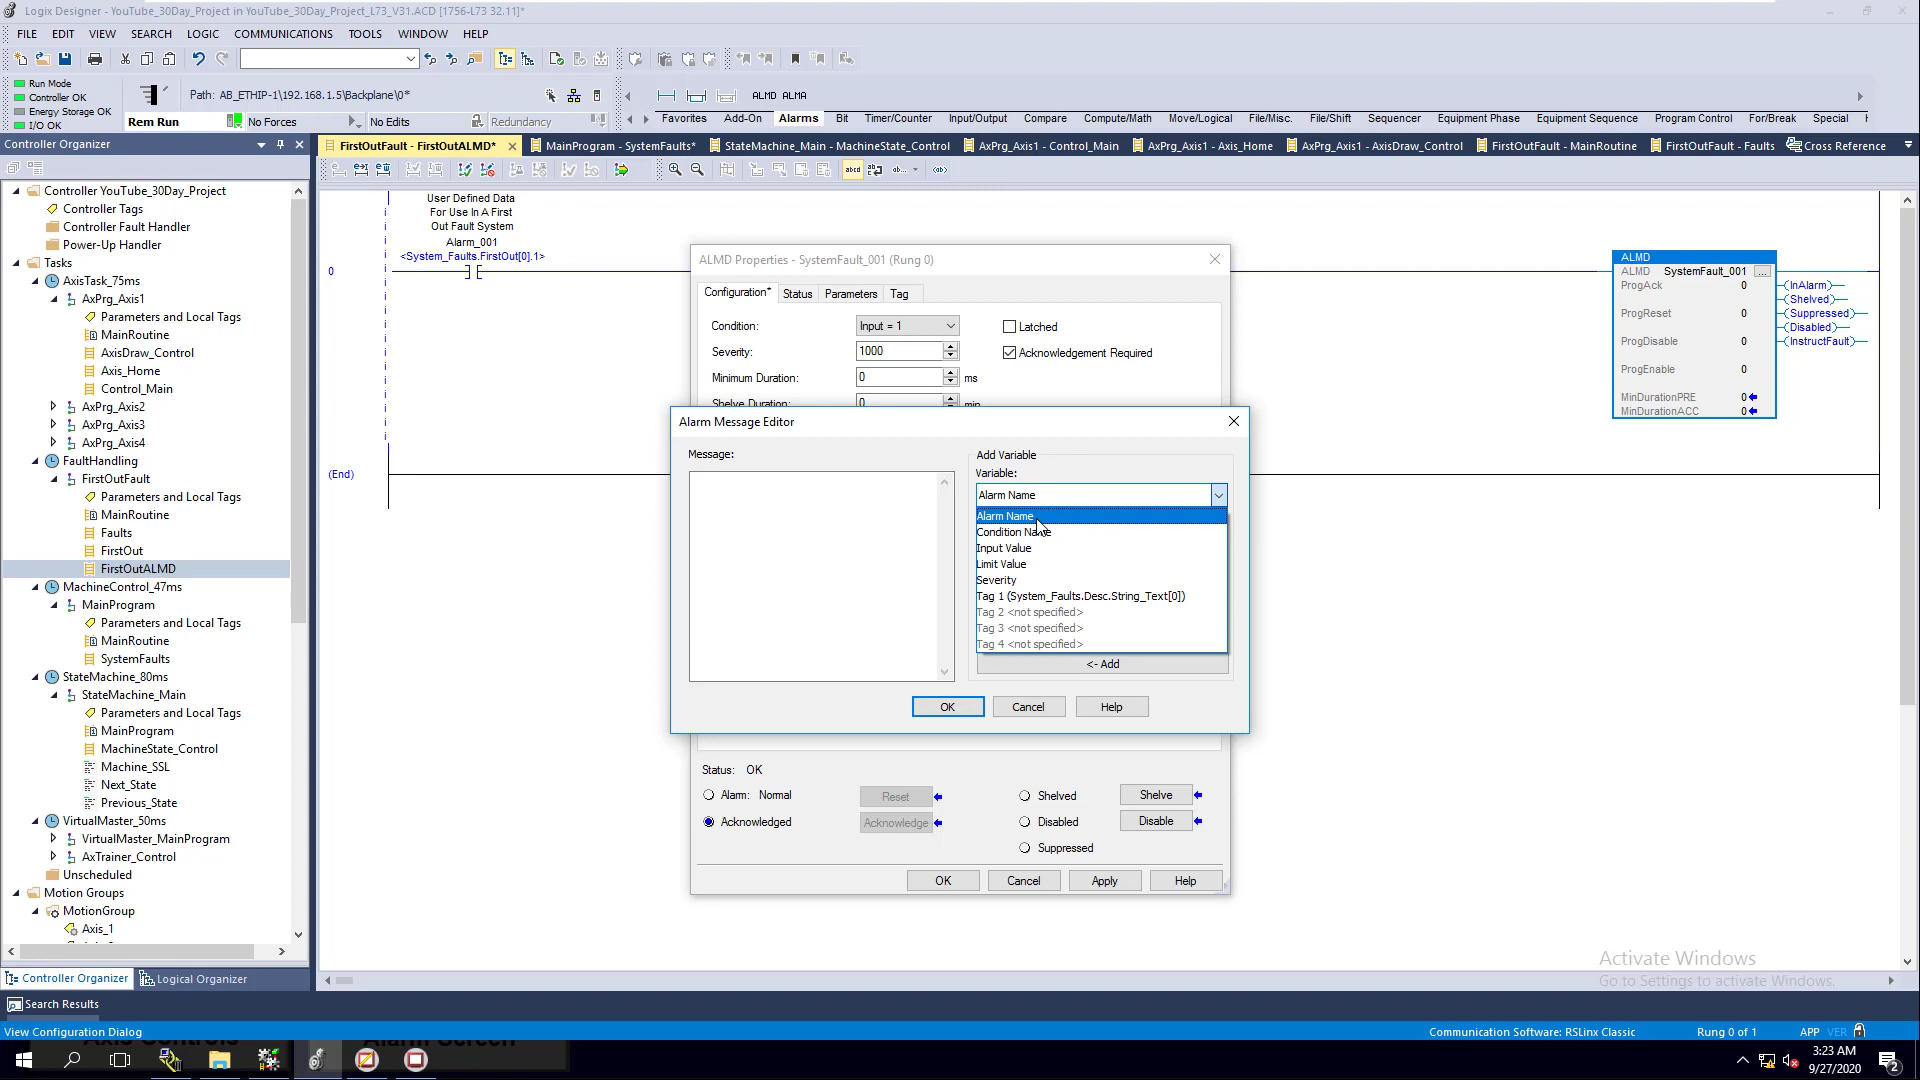 Logix Designer - YouTube_30Day_Project in YouTube_30Day_Project_L73_V31.ACD [1756-L73 32.11]*
FILE EDIT VIEW SEARCH LOGIC COMMUNICATIONS TOOLS WINDOW HELP
Run Mode
Controller OK
Energy Storage OK
I/O OK
Path: AB_ETHIP-1\192.168.1.5\Backplane\0*
Rem Run No Forces No Edits Redundancy
ALMD ALMA
Favorites Add-On Alarms Bit Timer/Counter Input/Output Compare Compute/Math Move/Logical File/Misc. File/Shift Sequencer Equipment Phase Equipment Sequence Program Control For/Break Special
Controller Organizer
FirstOutFault - FirstOutALMD* MainProgram - SystemFaults* StateMachine_Main - MachineState_Control AxPrg_Axis1 - Control_Main AxPrg_Axis1 - Axis_Home AxPrg_Axis1 - AxisDraw_Control FirstOutFault - MainRoutine FirstOutFault - Faults Cross Reference
Controller YouTube_30Day_Project
Controller Tags
Controller Fault Handler
Power-Up Handler
Tasks
AxisTask_75ms
AxPrg_Axis1
Parameters and Local Tags
MainRoutine
AxisDraw_Control
Axis_Home
Control_Main
AxPrg_Axis2
AxPrg_Axis3
AxPrg_Axis4
FaultHandling
FirstOutFault
Parameters and Local Tags
MainRoutine
Faults
FirstOut
FirstOutALMD
MachineControl_47ms
MainProgram
Parameters and Local Tags
MainRoutine
SystemFaults
StateMachine_80ms
StateMachine_Main
Parameters and Local Tags
MainProgram
MachineState_Control
Machine_SSL
Next_State
Previous_State
VirtualMaster_50ms
VirtualMaster_MainProgram
AxTrainer_Control
Unscheduled
Motion Groups
MotionGroup
Axis_1
Controller Organizer Logical Organizer
User Defined Data
For Use In A First
Out Fault System
Alarm_001
<System_Faults.FirstOut[0].1>
0
(End)
ALMD
ALMD SystemFault_001 ...
ProgAck 0
ProgReset 0
ProgDisable 0
ProgEnable 0
MinDurationPRE 0
MinDurationACC 0
InAlarm
Shelved
Suppressed
Disabled
InstructFault
ALMD Properties - SystemFault_001 (Rung 0)
Configuration* Status Parameters Tag
Condition: Input = 1 Latched
Severity: 1000 Acknowledgement Required
Minimum Duration: 0 ms
Shelve Duration: 0 min
Alarm Message Editor
Message:
Add Variable
Variable:
Alarm Name
Alarm Name
Condition Name
Input Value
Limit Value
Severity
Tag 1 (System_Faults.Desc.String_Text[0])
Tag 2 <not specified>
Tag 3 <not specified>
Tag 4 <not specified>
<- Add
OK Cancel Help
Status: OK
Alarm: Normal Reset Shelved Shelve
Acknowledged Acknowledge Disabled Disable
Suppressed
OK Cancel Apply Help
Activate Windows
Go to Settings to activate Windows.
Search Results
View Configuration Dialog
Communication Software: RSLinx Classic Rung 0 of 1 APP VER
Axis Controls Alarm Screen
3:23 AM
9/27/2020
2